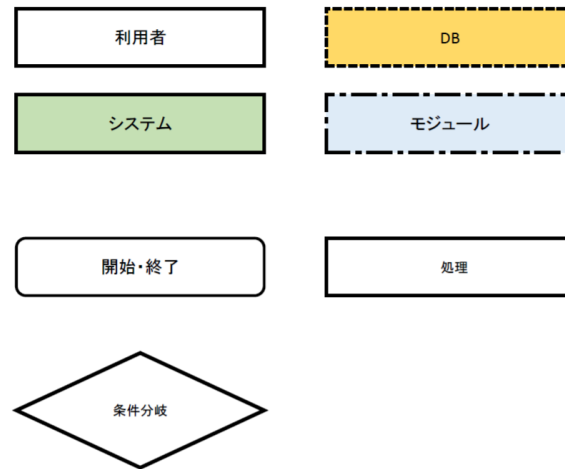 利用者
DB
システム
モジュール
開始・終了
処理
条件分岐